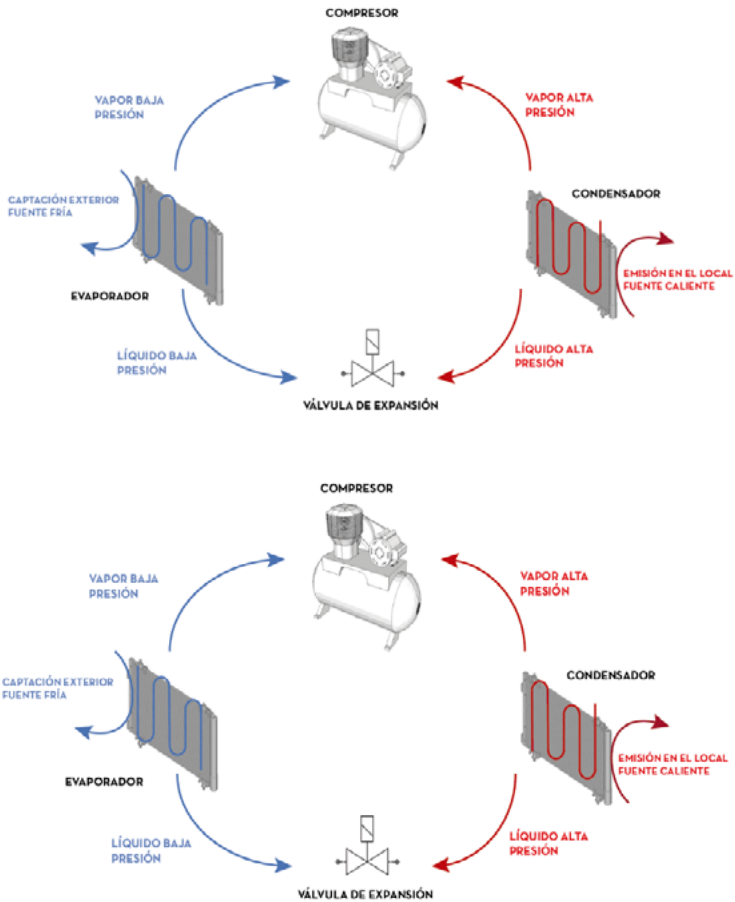 COMPRESOR
VAPOR BAJA
PRESIÓN
VAPOR ALTA
PRESIÓN
CAPTACIÓN EXTERIOR
FUENTE FRÍA
CONDENSADOR
EMISIÓN EN EL LOCAL
FUENTE CALIENTE
EVAPORADOR
LÍQUIDO BAJA
PRESIÓN
LÍQUIDO ALTA
PRESIÓN
VÁLVULA DE EXPANSIÓN
COMPRESOR
VAPOR BAJA
PRESIÓN
VAPOR ALTA
PRESIÓN
CAPTACIÓN EXTERIOR
FUENTE FRÍA
CONDENSADOR
EMISIÓN EN EL LOCAL
FUENTE CALIENTE
EVAPORADOR
LÍQUIDO BAJA
PRESIÓN
LÍQUIDO ALTA
PRESIÓN
VÁLVULA DE EXPANSIÓN